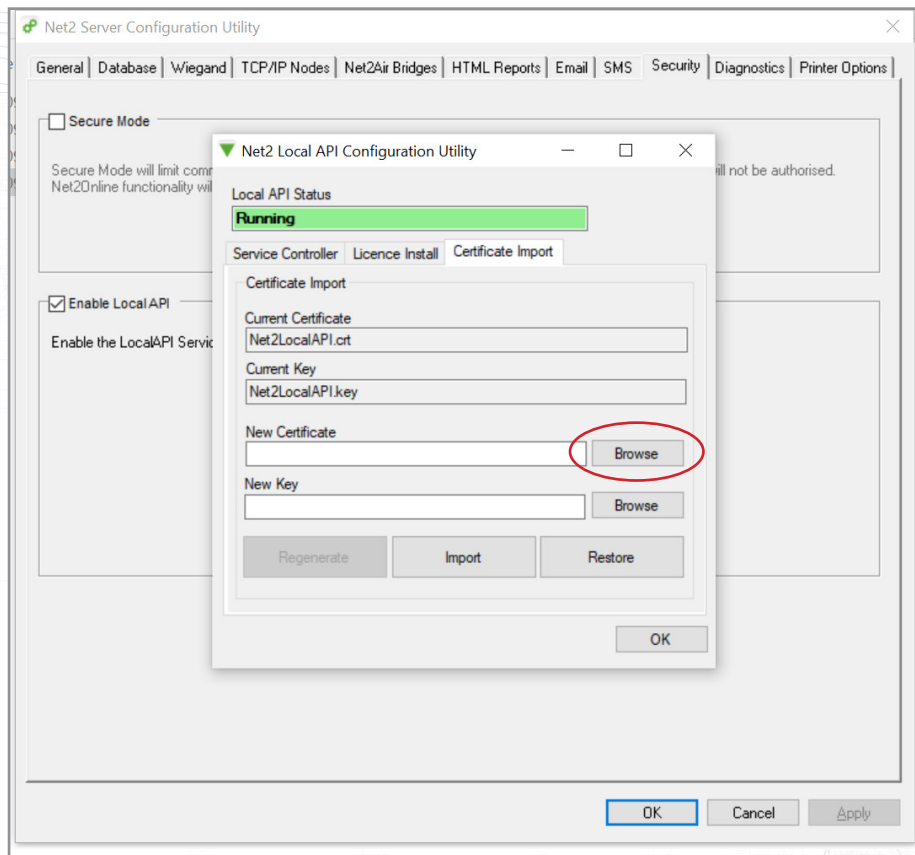 Net2 Server Configuration Utility
General Database Wiegand TCP/IP Nodes Net2Air Bridges HTML Reports Email SMS Security Diagnostics Printer Options
Secure Mode
Secure Mode will limit ill not be authorised.
Net2Online functionality
Net2 Local API Configuration Utility
Local API Status
Running
Service Controller Licence Install Certificate Import
Certificate Import
Current Certificate
Net2LocalAPI.crt
Current Key
Net2LocalAPI.key
New Certificate
Browse
New Key
Browse
Regenerate Import Restore
OK
Enable Local API
Enable the LocalAPI Servic
OK Cancel Apply